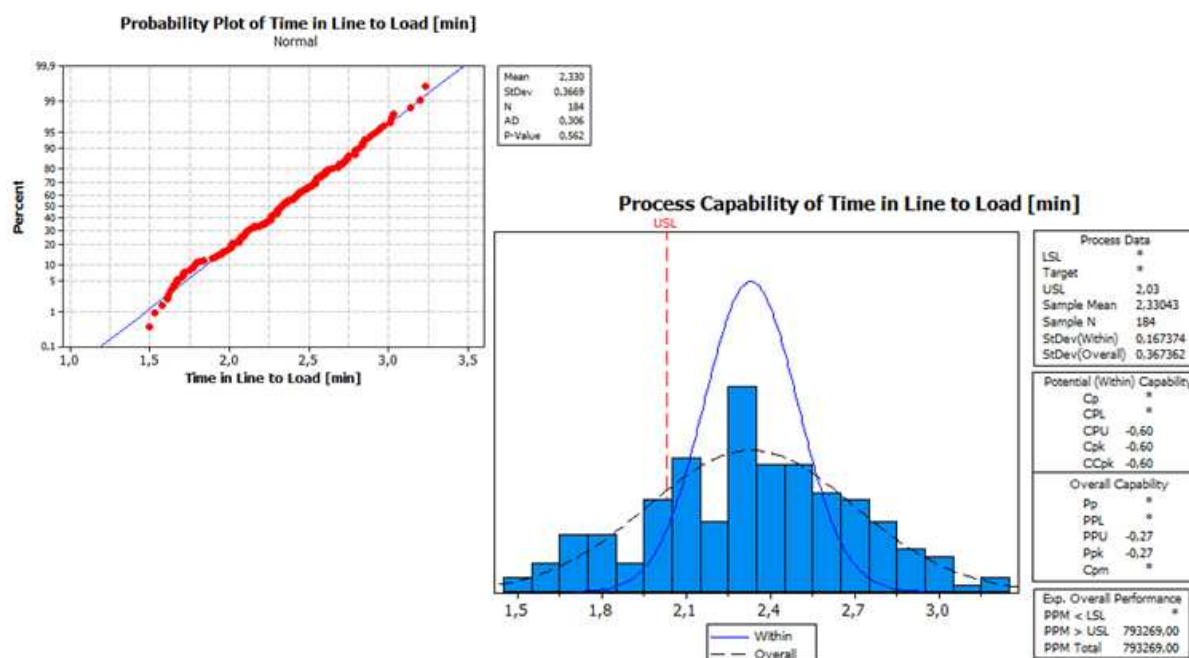 Probability Plot of Time in Line to Load [min]
Normal
99,9
99
95
90
80
70
60
50
40
30
20
10
5
1
0.1
Percent
1,0 1,5 2,0 2,5 3,0 3,5
Time in Line to Load [min]
Mean 2,330
StDev 0,3669
N 184
AD 0,306
P-Value 0,562
Process Capability of Time in Line to Load [min]
USL
1,5 1,8 2,1 2,4 2,7 3,0
Within
Overall
Process Data
LSL *
Target *
USL 2,03
Sample Mean 2,33043
Sample N 184
StDev(Within) 0,167374
StDev(Overall) 0,367362
Potential (Within) Capability
Cp *
CPL *
CPU -0,60
Cpk -0,60
CCpk -0,60
Overall Capability
Pp *
PPL *
PPU -0,27
Ppk -0,27
Cpm *
Exp. Overall Performance
PPM < LSL *
PPM > USL 793269,00
PPM Total 793269,00